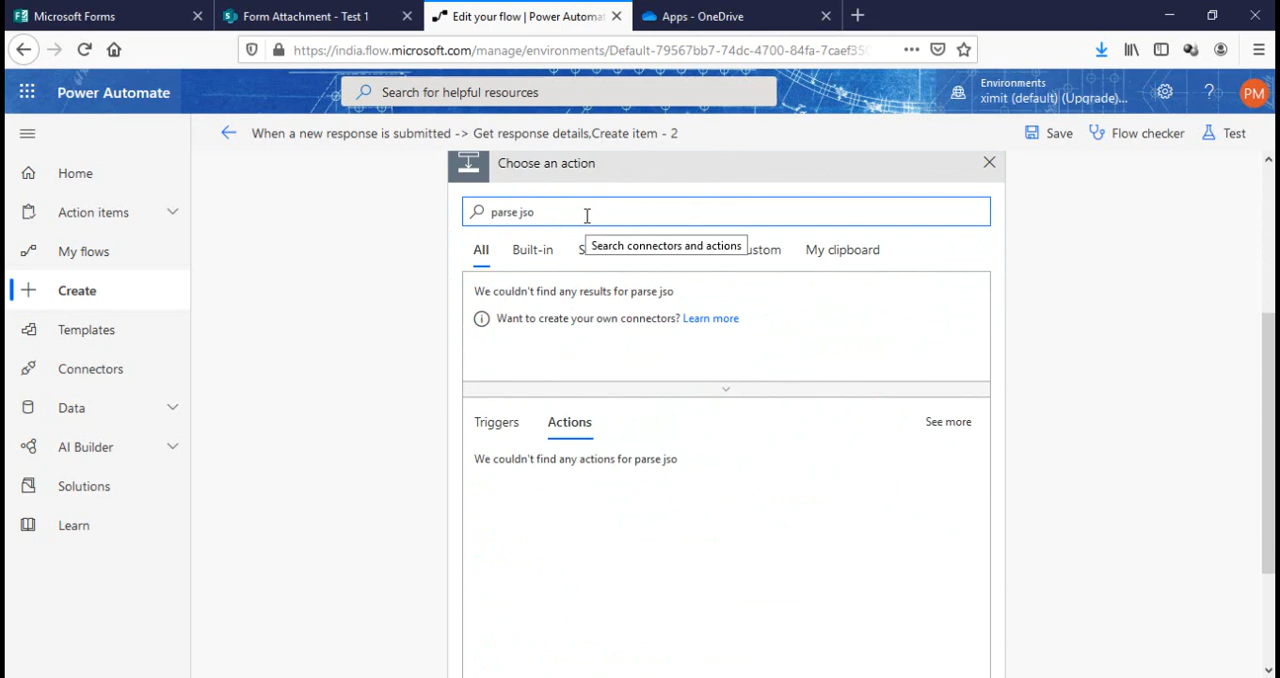 Microsoft Forms
Form Attachment - Test 1
Edit your flow | Power Automa
Apps - OneDrive
https://india.flow.microsoft.com/manage/environments/Default-79567bb7-74dc-4700-84fa-7caef350
Power Automate
Search for helpful resources
Environments
ximit (default) (Upgrade)...
PM
When a new response is submitted -> Get response details,Create item - 2
Save
Flow checker
Test
Home
Action items
My flows
Create
Templates
Connectors
Data
AI Builder
Solutions
Learn
Choose an action
parse jso
Search connectors and actions
All
Built-in
S
ustom
My clipboard
We couldn't find any results for parse jso
Want to create your own connectors? Learn more
Triggers
Actions
See more
We couldn't find any actions for parse jso